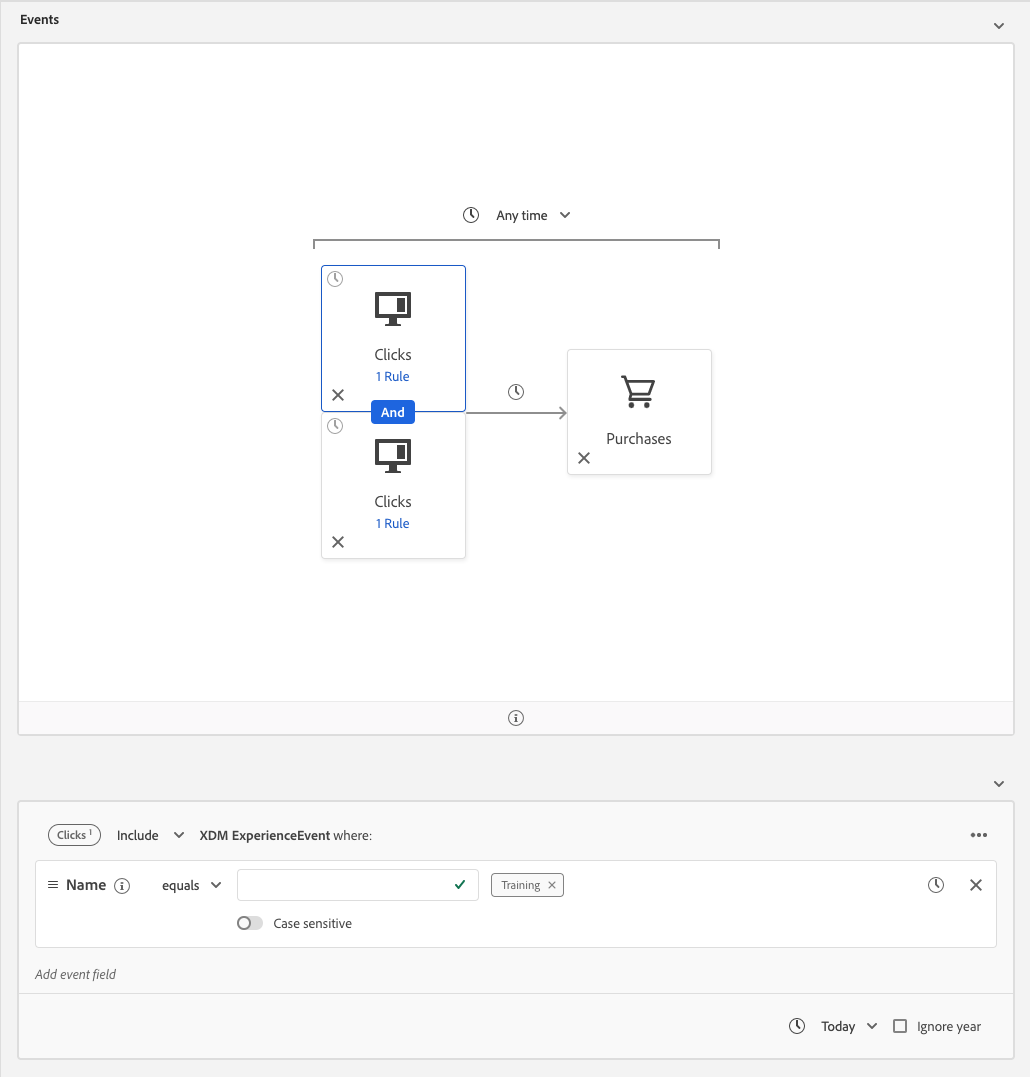 Events
Any time
Clicks
1 Rule
And
Clicks
1 Rule
Purchases
Clicks 1 Include XDM ExperienceEvent where:
Name equals Training
Case sensitive
Add event field
Today Ignore year